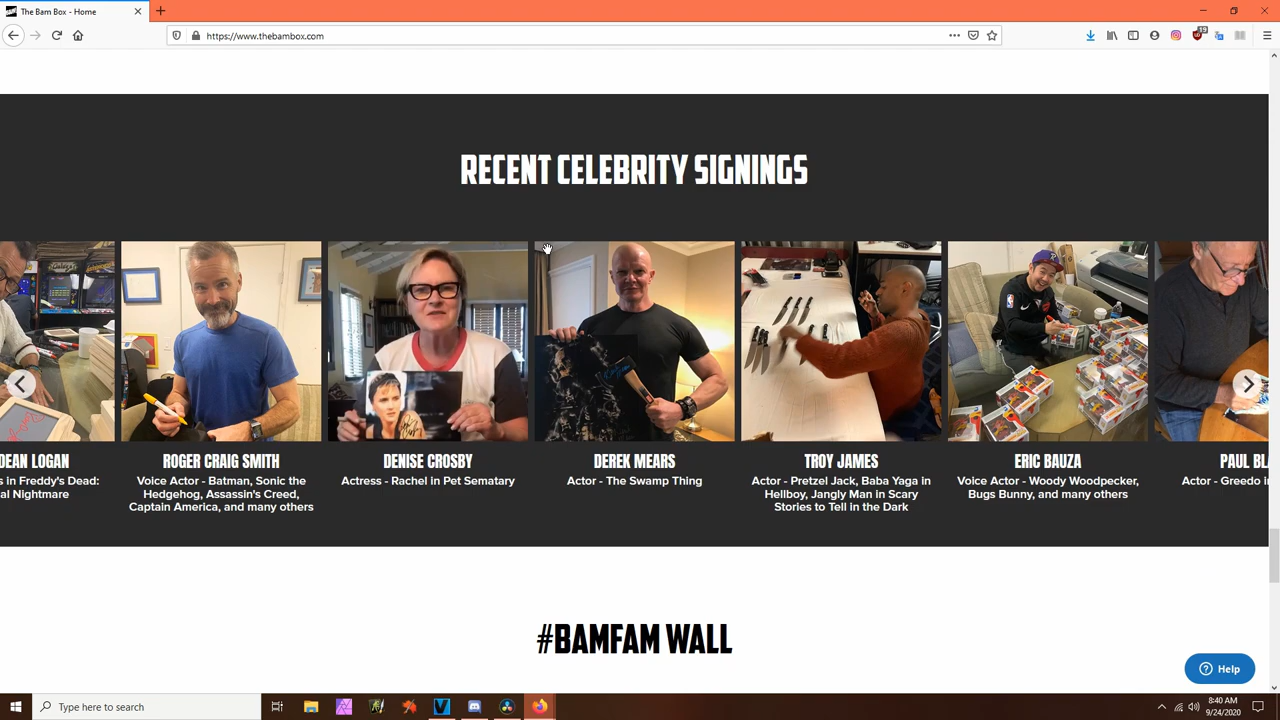 The Bam Box - Home
https://www.thebambox.com
19
RECENT CELEBRITY SIGNINGS
DEAN LOGAN
s in Freddy's Dead:
al Nightmare
ROGER CRAIG SMITH
Voice Actor - Batman, Sonic the
Hedgehog, Assassin's Creed,
Captain America, and many others
DENISE CROSBY
Actress - Rachel in Pet Sematary
DEREK MEARS
Actor - The Swamp Thing
TROY JAMES
Actor - Pretzel Jack, Baba Yaga in
Hellboy, Jangly Man in Scary
Stories to Tell in the Dark
ERIC BAUZA
Voice Actor - Woody Woodpecker,
Bugs Bunny, and many others
PAUL BL
Actor - Greedo i
#BAMFAM WALL
Help
Type here to search
8:40 AM
9/24/2020